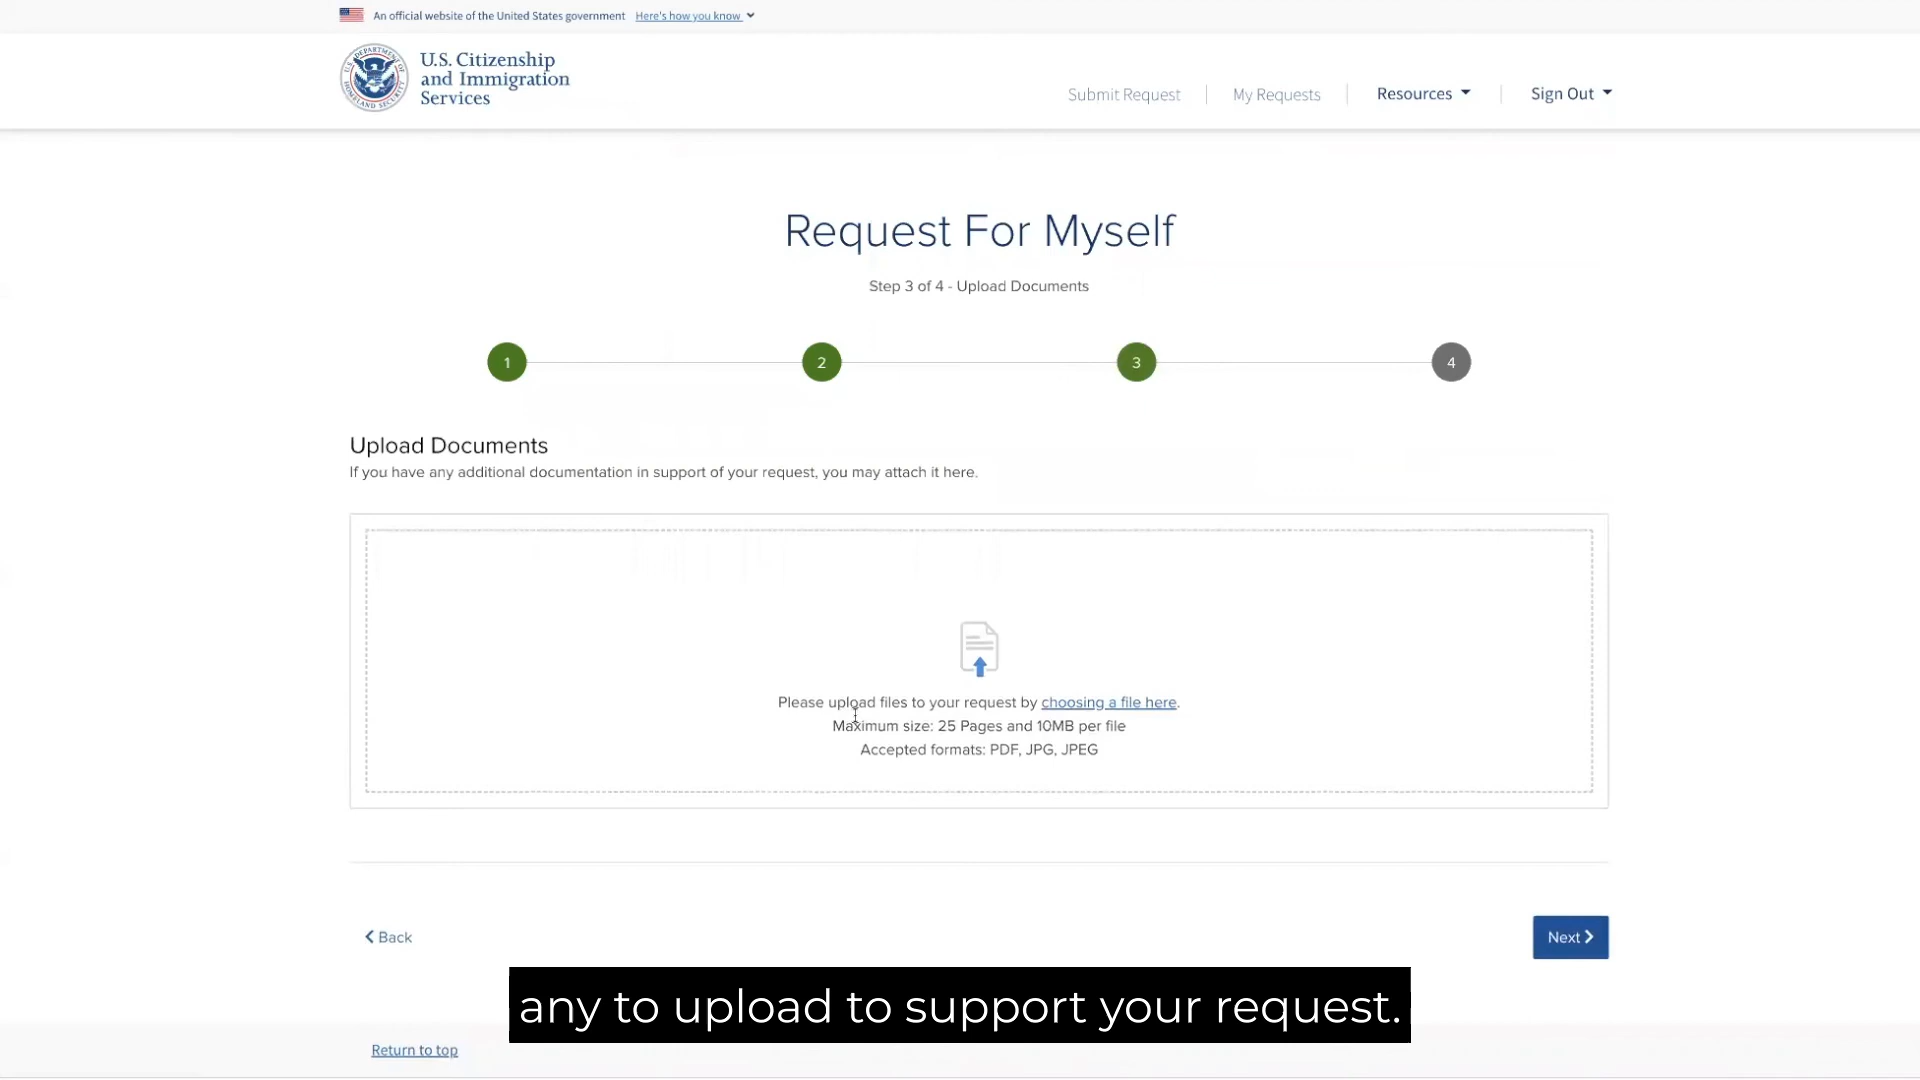 An official website of the United States government Here's how you know
U.S. Citizenship
and Immigration
Services
Submit Request
My Requests
Resources
Sign Out
Request For Myself
Step 3 of 4 - Upload Documents
1
2
3
4
Upload Documents
If you have any additional documentation in support of your request, you may attach it here.
Please upload files to your request by choosing a file here.
Maximum size: 25 Pages and 10MB per file
Accepted formats: PDF, JPG, JPEG
Back
Next
any to upload to support your request.
Return to top